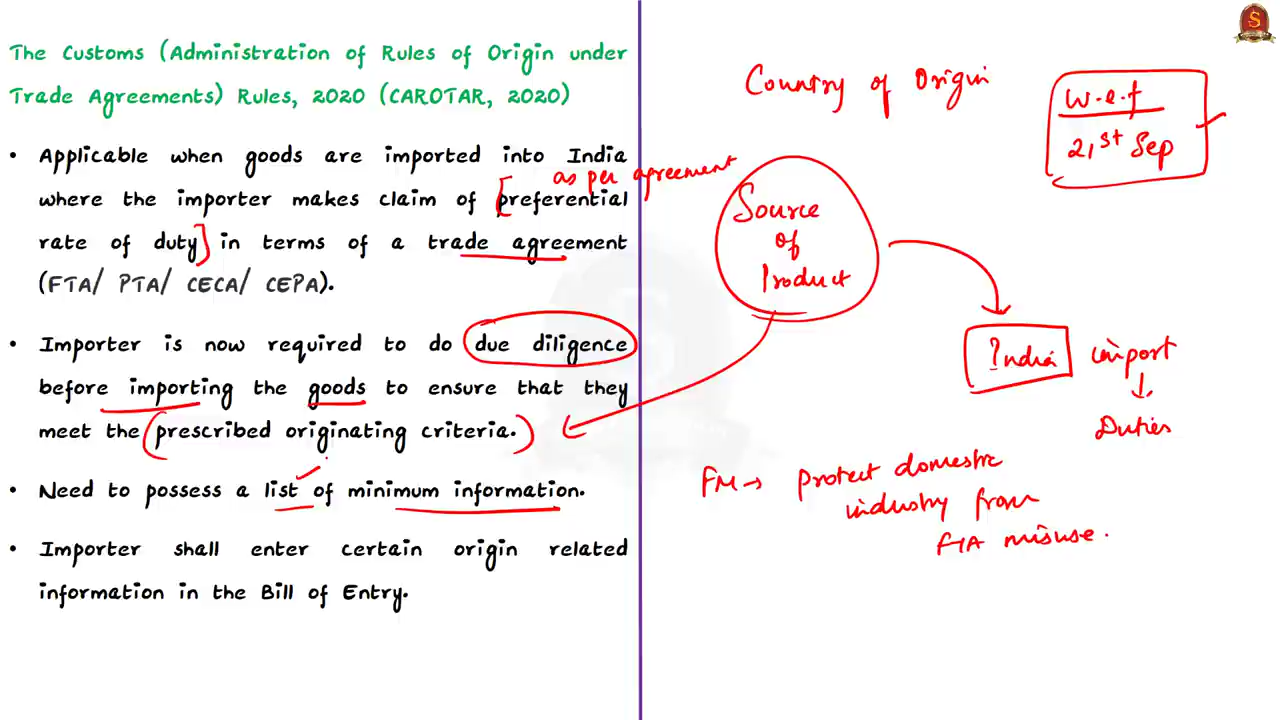 The Customs (Administration of Rules of Origin under
Trade Agreements) Rules, 2020 (CAROTAR, 2020)
• Applicable when goods are imported into India
as per agreement
where the importer makes claim of [preferential
rate of duty] in terms of a trade agreement
(FTA/ PTA/ CECA/ CEPA).
• Importer is now required to do due diligence
before importing the goods to ensure that they
meet the (prescribed originating criteria.)
• Need to possess a list of minimum information.
• Importer shall enter certain origin related
information in the Bill of Entry.
Country of Origin
w.e.f
21st Sep
Source
of
Product
India import
Duties
FM → protect domestic
industry from
FTA misuse.
S